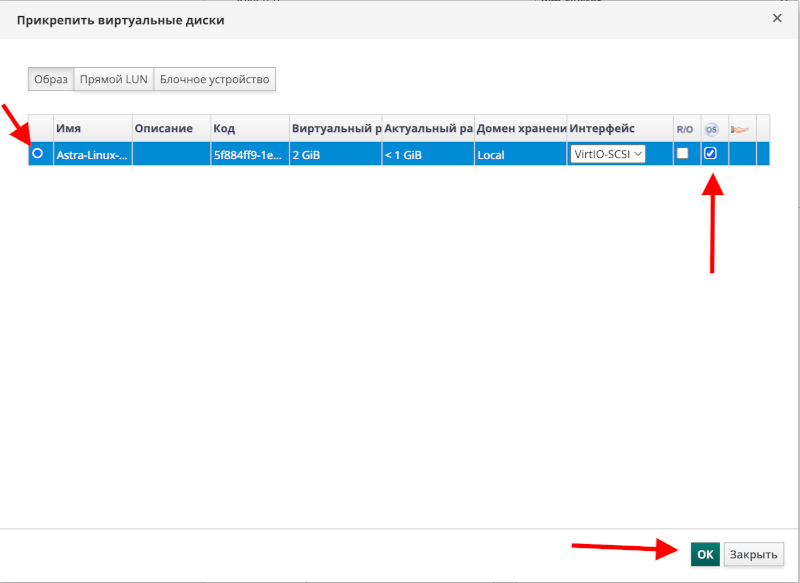 Прикрепить виртуальные диски
Образ Прямой LUN Блочное устройство
Имя Описание Код Виртуальный р Актуальный ра Домен хранени Интерфейс R/O OS
Astra-Linux-... 5f884ff9-1e... 2 GiB < 1 GiB Local VirtIO-SCSI
ОК Закрыть